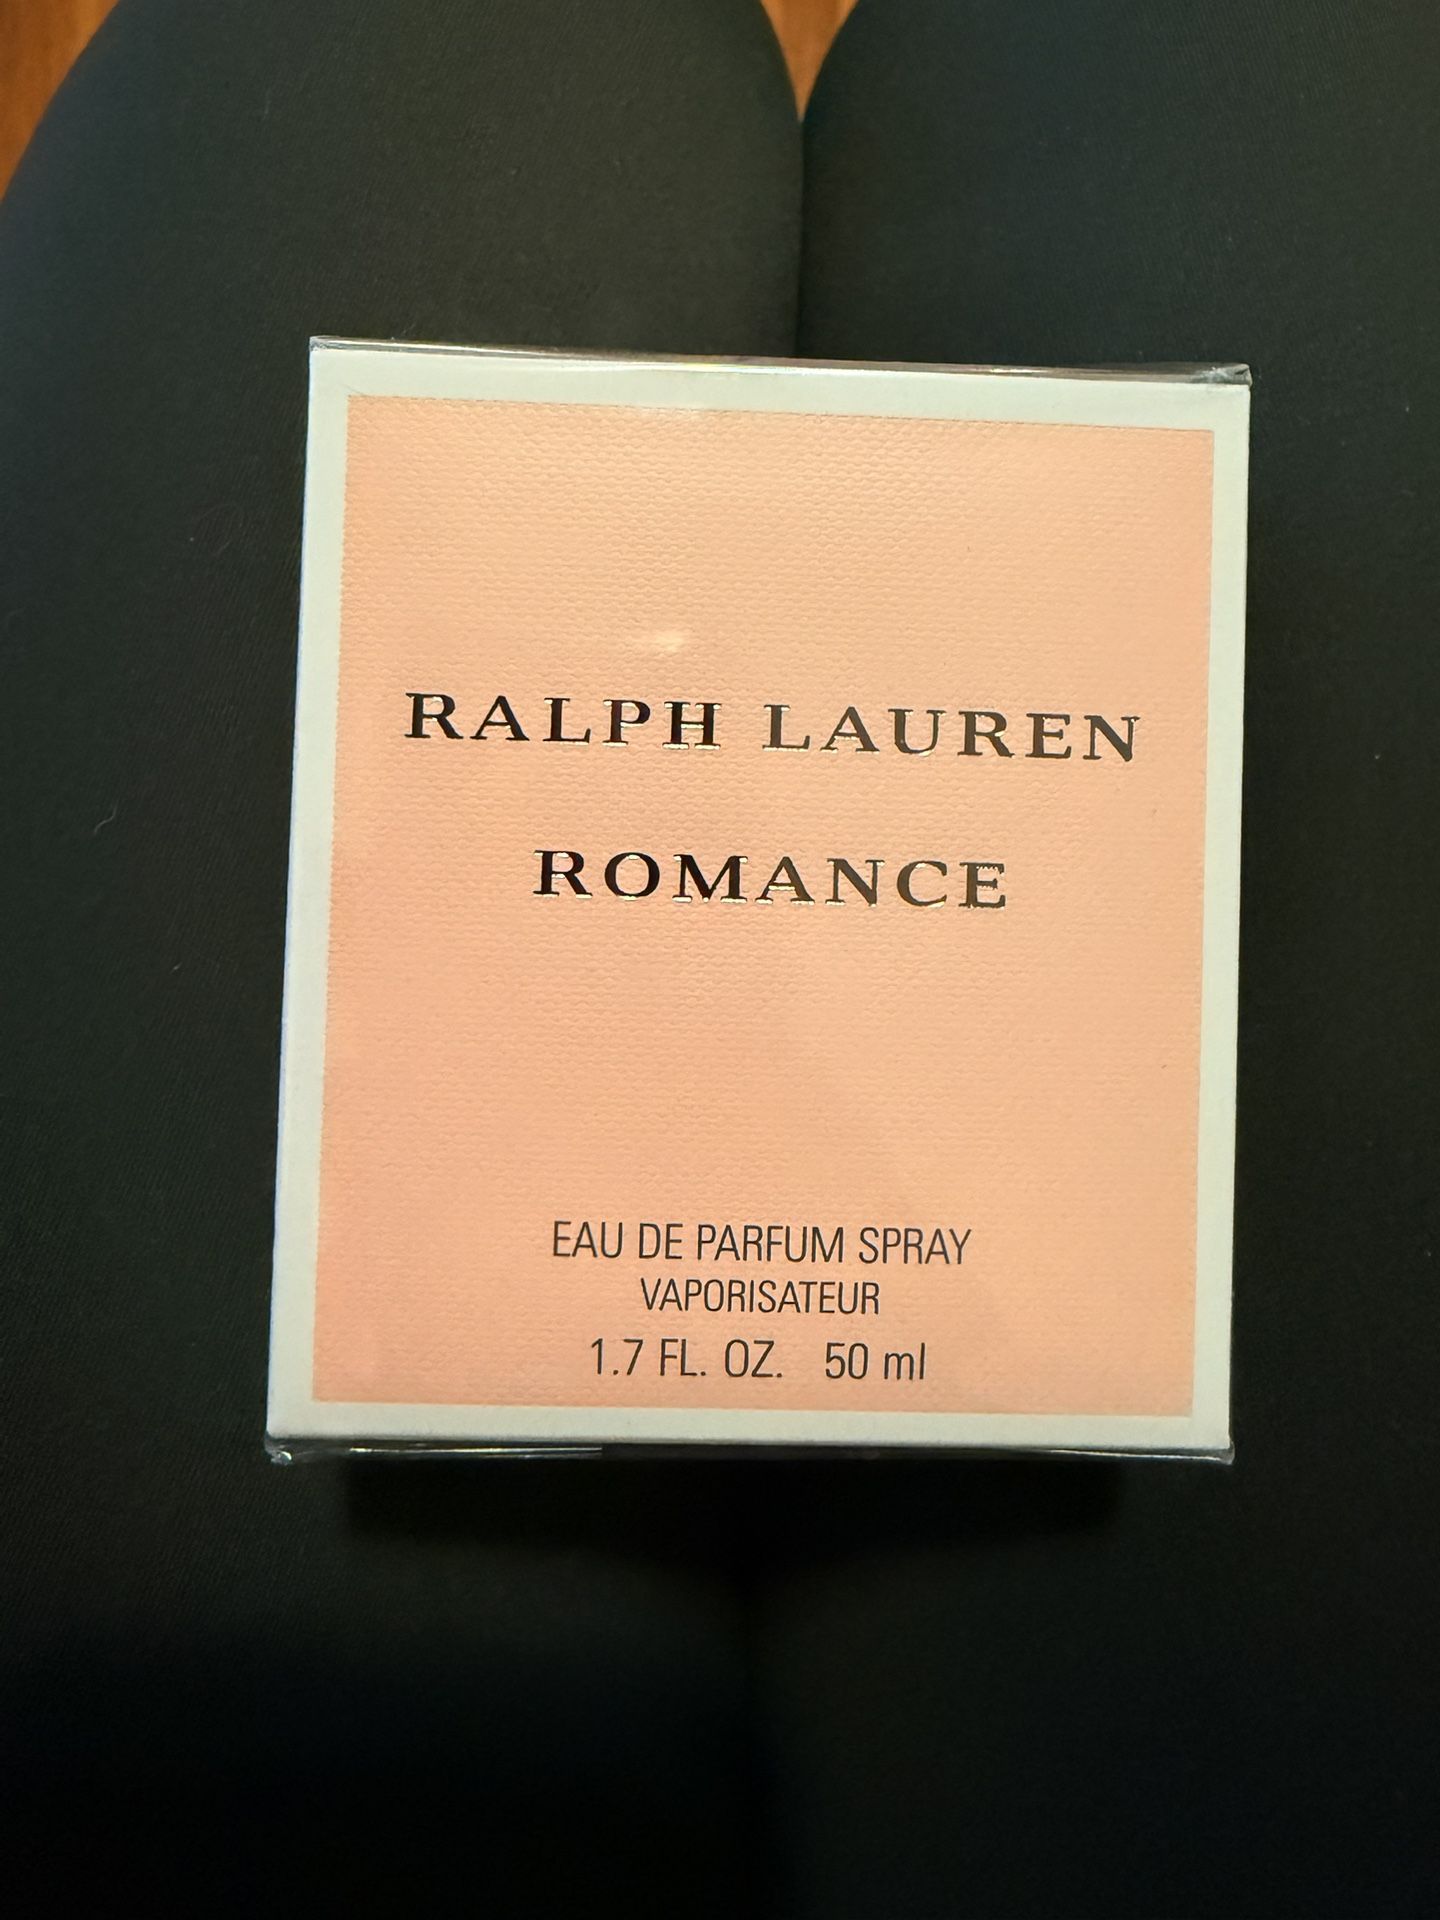 RALPH LAUREN
ROMANCE
EAU DE PARFUM SPRAY
VAPORISATEUR
1.7 FL. OZ. 50 ml